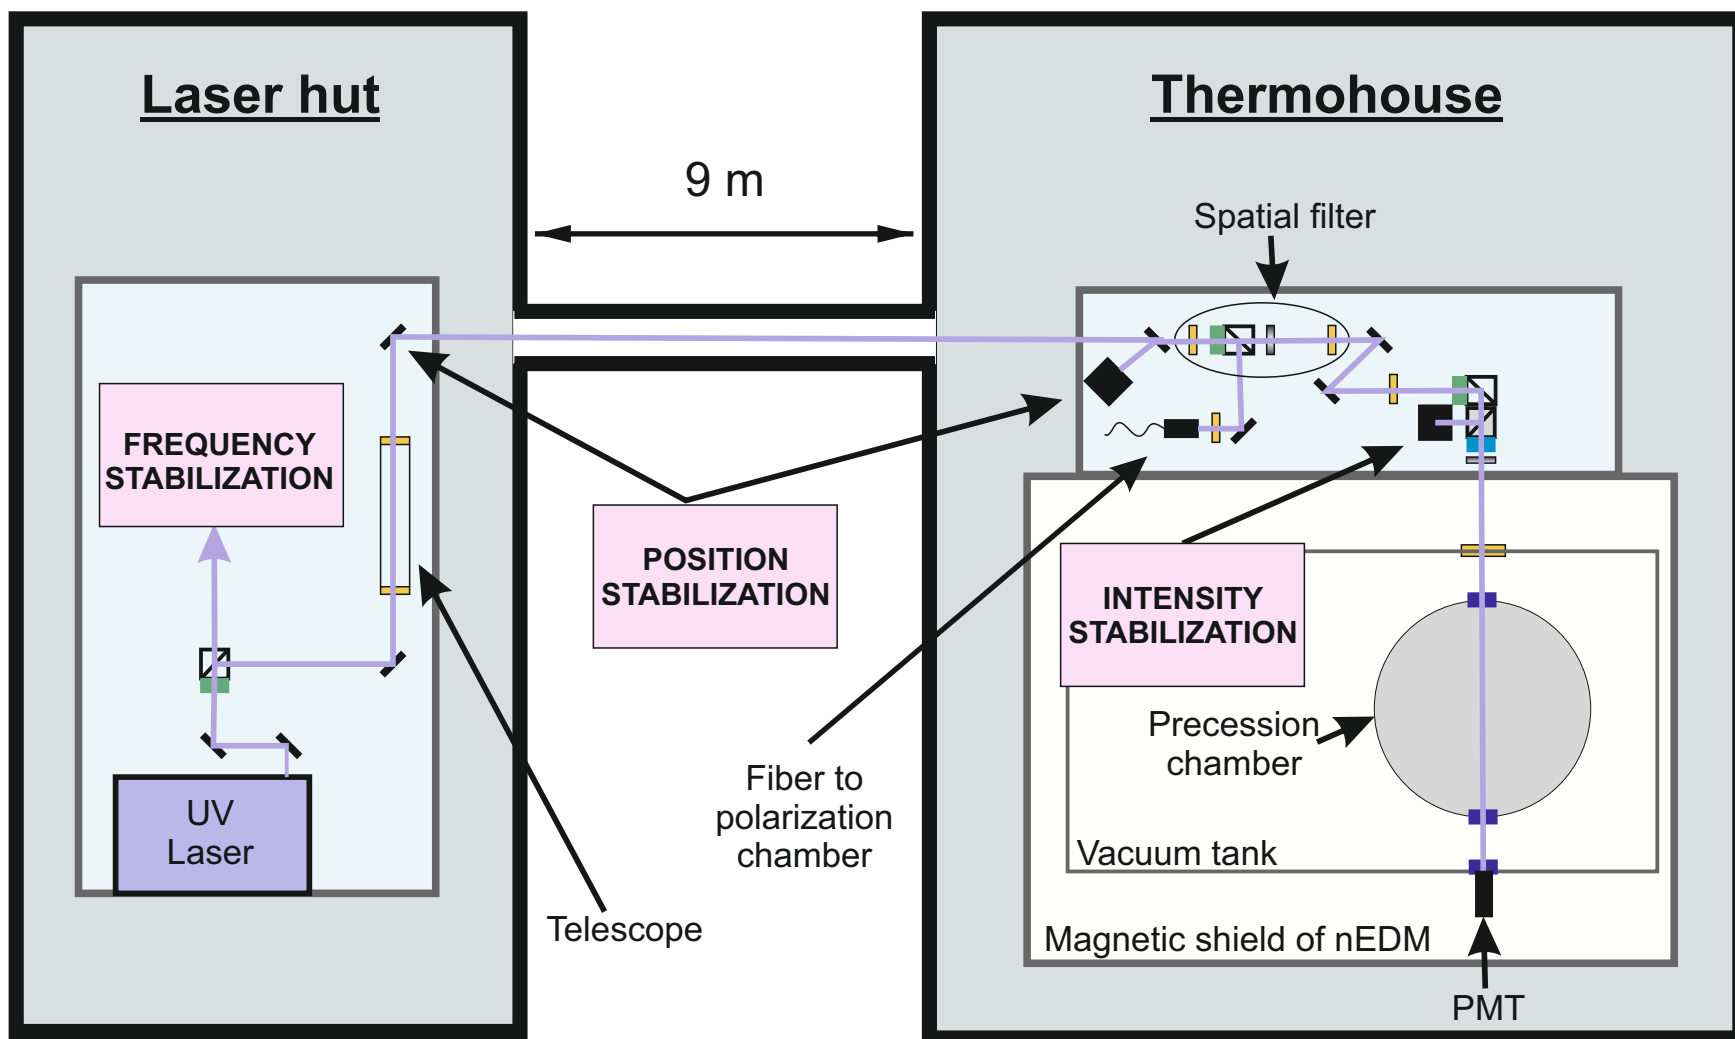 Laser hut
Thermohouse
9 m
Spatial filter
FREQUENCY
STABILIZATION
POSITION
STABILIZATION
INTENSITY
STABILIZATION
Precession
chamber
Fiber to
polarization
chamber
UV
Laser
Vacuum tank
Telescope
Magnetic shield of nEDM
PMT